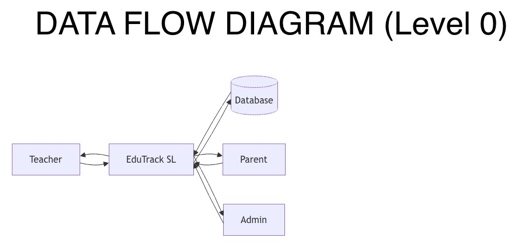 DATA FLOW DIAGRAM (Level 0)
Database
Teacher
EduTrack SL
Parent
Admin